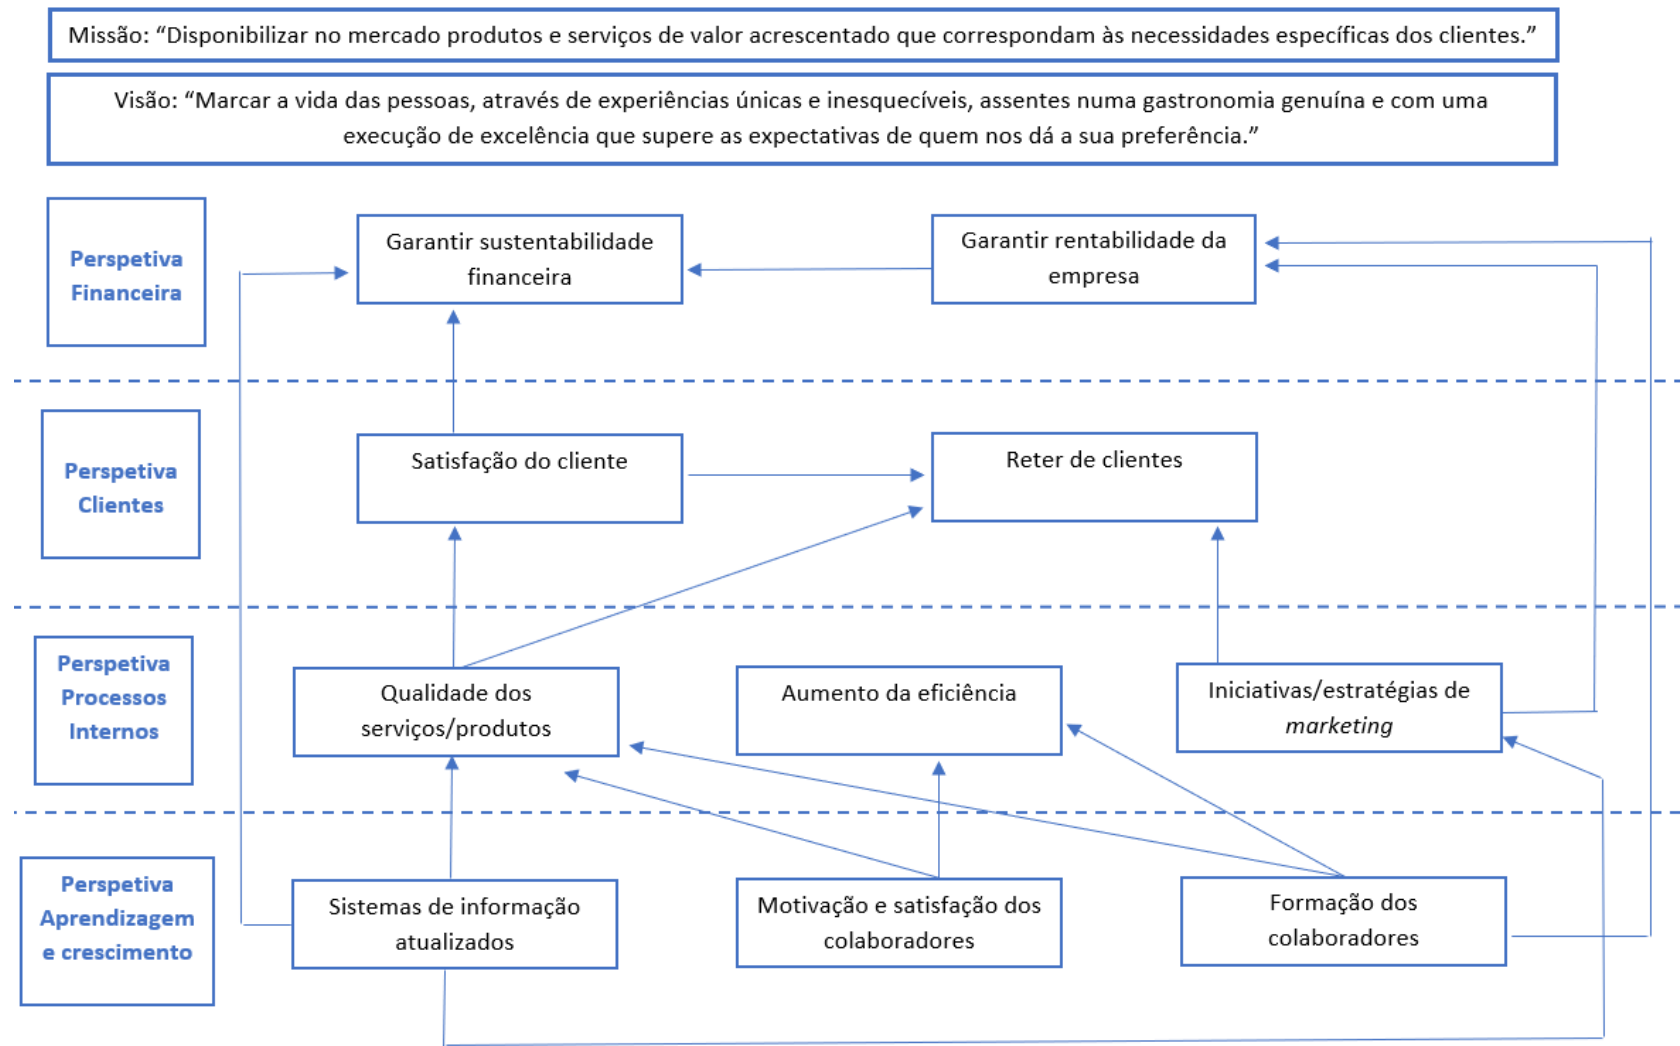 Missão: “Disponibilizar no mercado produtos e serviços de valor acrescentado que correspondam às necessidades específicas dos clientes.”
Visão: “Marcar a vida das pessoas, através de experiências únicas e inesquecíveis, assentes numa gastronomia genuína e com uma
execução de excelência que supere as expectativas de quem nos dá a sua preferência.”
Perspetiva
Financeira
Garantir sustentabilidade
financeira
Garantir rentabilidade da
empresa
Perspetiva
Clientes
Satisfação do cliente
Reter de clientes
Perspetiva
Processos
Internos
Qualidade dos
serviços/produtos
Aumento da eficiência
Iniciativas/estratégias de
marketing
Perspetiva
Aprendizagem
e crescimento
Sistemas de informação
atualizados
Motivação e satisfação dos
colaboradores
Formação dos
colaboradores